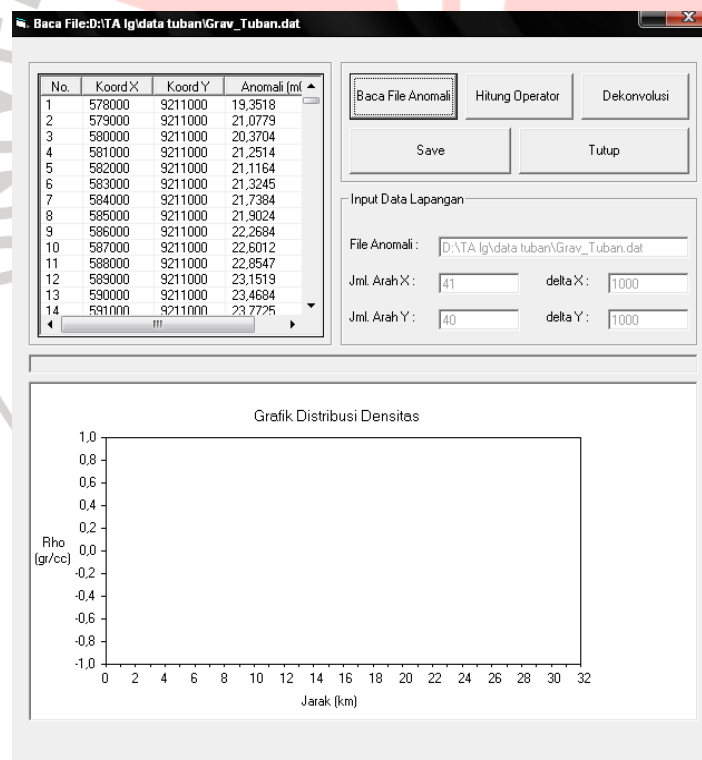 Baca File:D:\TA Ig\data tuban\Grav_Tuban.dat
No. Koord X Koord Y Anomali (mG
1 578000 9211000 19,3518
2 579000 9211000 21,0779
3 580000 9211000 20,3704
4 581000 9211000 21,2514
5 582000 9211000 21,1164
6 583000 9211000 21,3245
7 584000 9211000 21,7384
8 585000 9211000 21,9024
9 586000 9211000 22,2684
10 587000 9211000 22,6012
11 588000 9211000 22,8547
12 589000 9211000 23,1519
13 590000 9211000 23,4684
14 591000 9211000 23,7725
Baca File Anomali
Hitung Operator
Dekonvolusi
Save
Tutup
Input Data Lapangan
File Anomali : D:\TA Ig\data tuban\Grav_Tuban.dat
Jml. Arah X : 41 delta X : 1000
Jml. Arah Y : 40 delta Y : 1000
Grafik Distribusi Densitas
1,0
0,8
0,6
0,4
0,2
0,0
-0,2
-0,4
-0,6
-0,8
-1,0
Rho
(gr/cc)
0 2 4 6 8 10 12 14 16 18 20 22 24 26 28 30 32
Jarak (km)